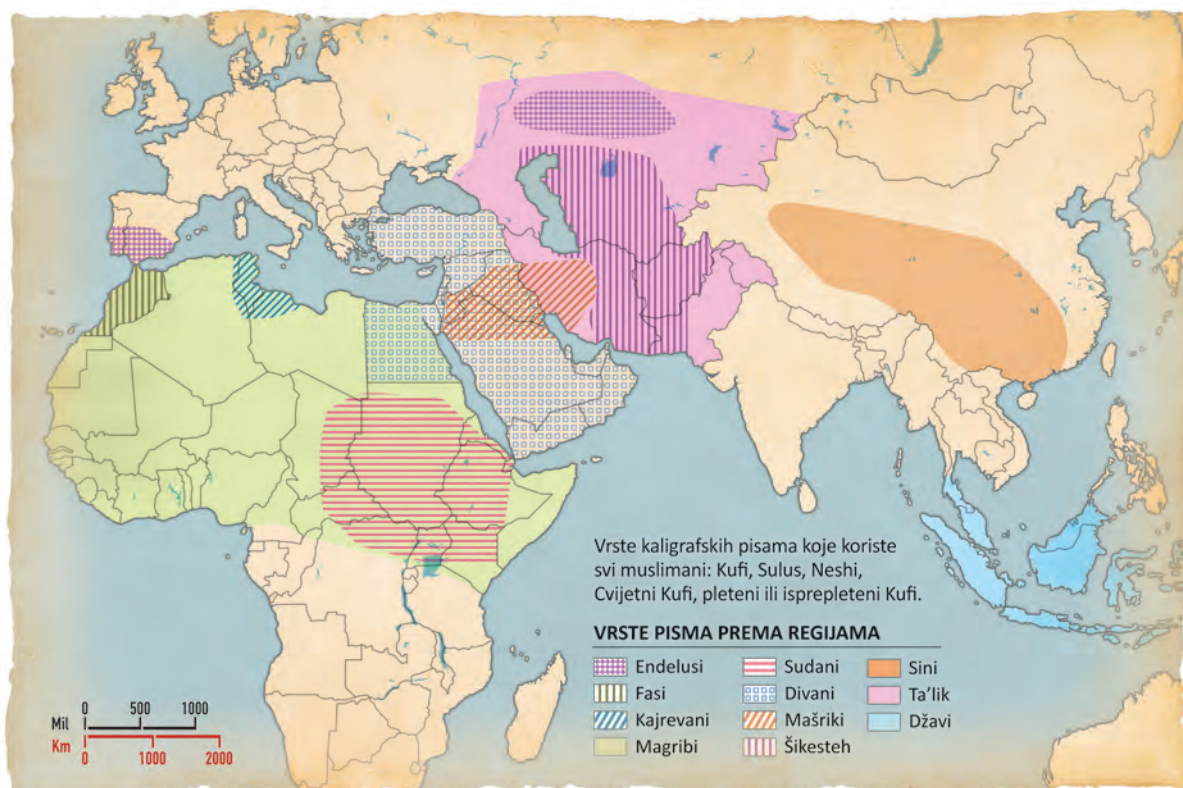 Vrste kaligrafskih pisama koje koriste
svi muslimani: Kufi, Sulus, Neshi,
Cvijetni Kufi, pleteni ili isprepleteni Kufi.
VRSTE PISMA PREMA REGIJAMA
Endelusi
Fasi
Kajrevani
Magribi
Sudani
Divani
Mašriki
Šikesteh
Sini
Ta’lik
Džavi
Mil 0 500 1000
Km 0 1000 2000